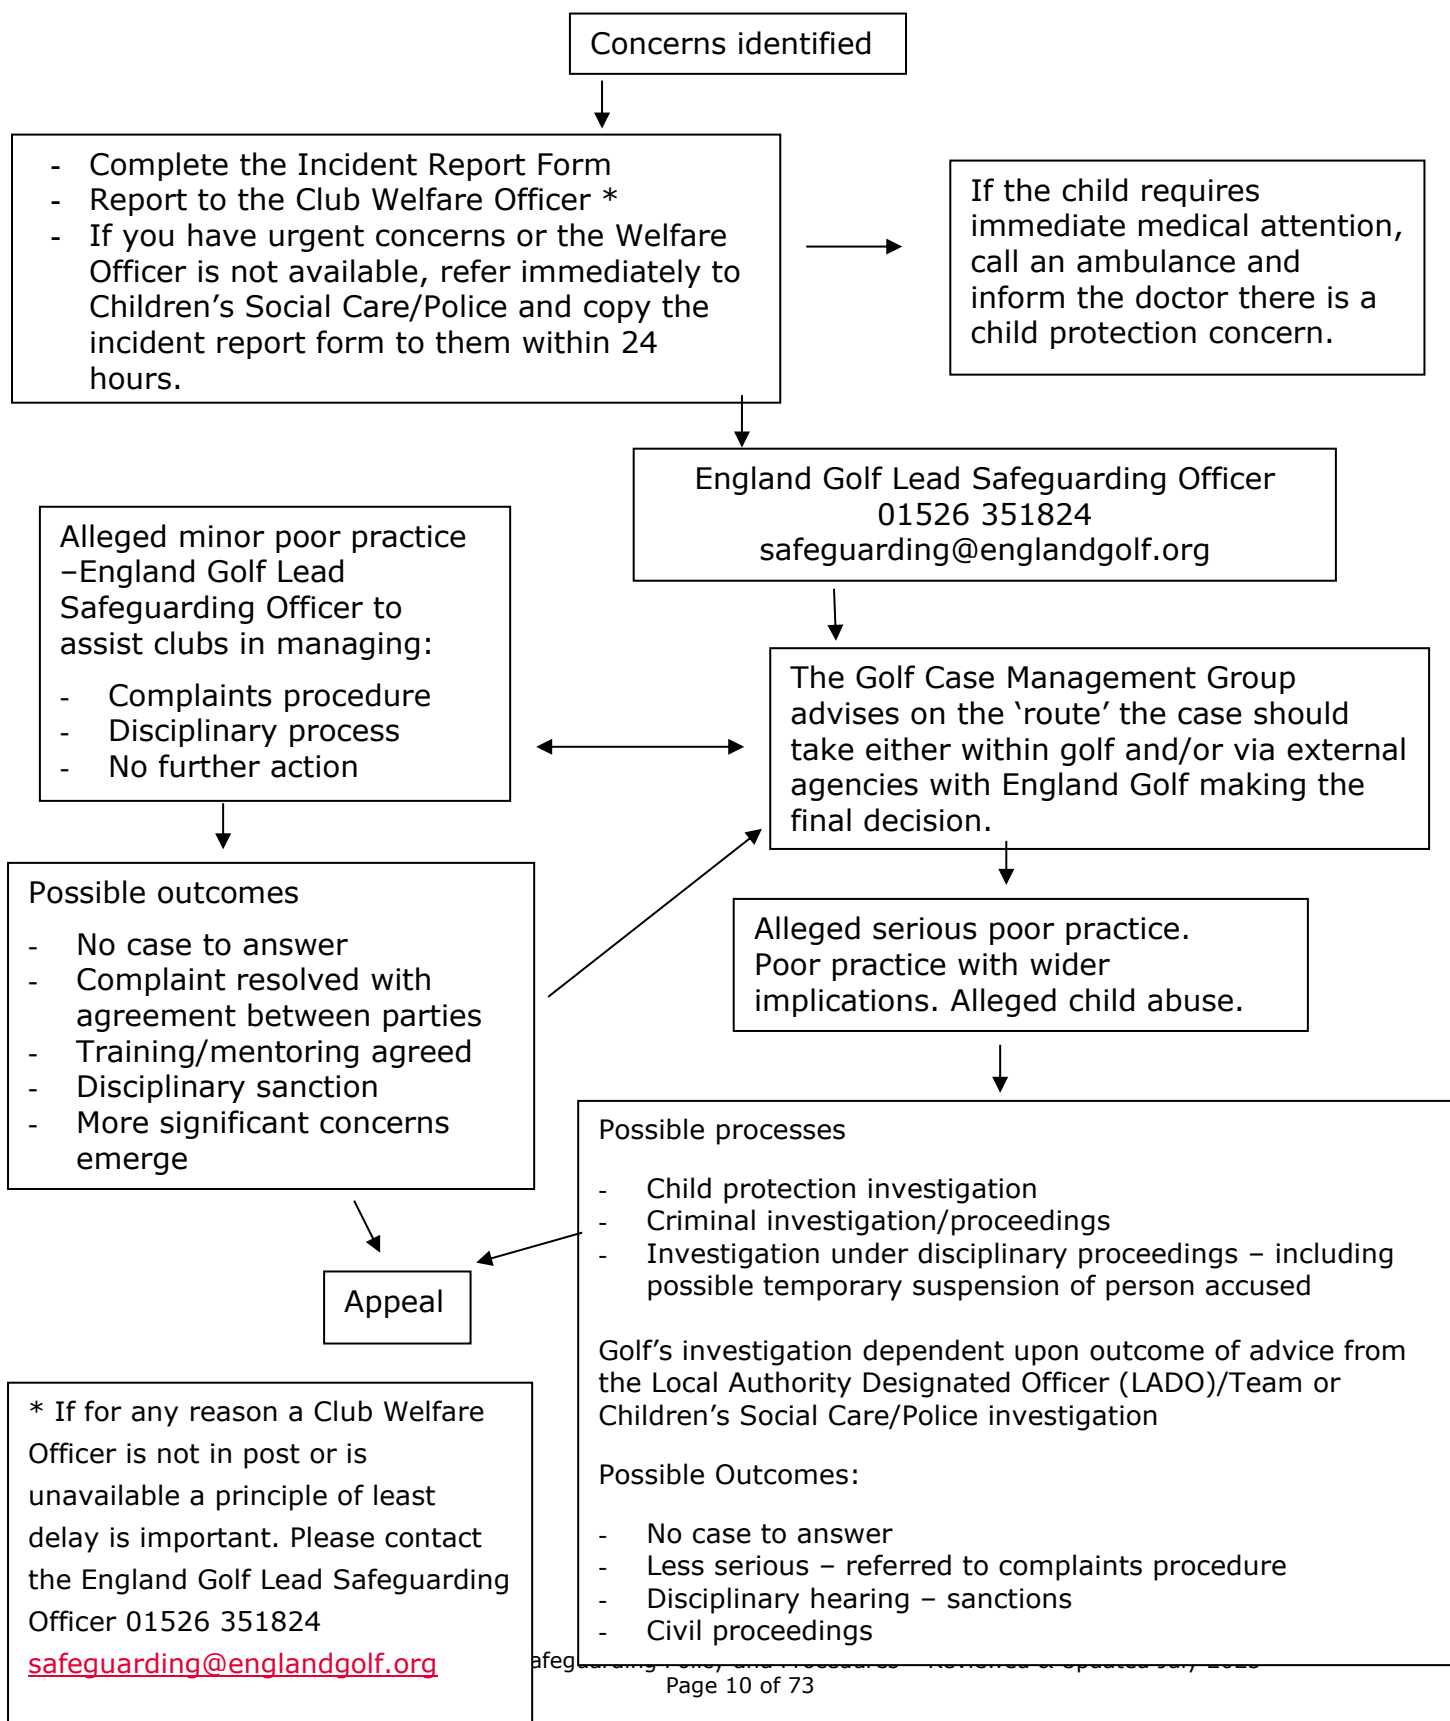 Concerns identified
- Complete the Incident Report Form
- Report to the Club Welfare Officer *
- If you have urgent concerns or the Welfare
Officer is not available, refer immediately to
Children’s Social Care/Police and copy the
incident report form to them within 24
hours.
If the child requires
immediate medical attention,
call an ambulance and
inform the doctor there is a
child protection concern.
England Golf Lead Safeguarding Officer
01526 351824
safeguarding@englandgolf.org
Alleged minor poor practice
–England Golf Lead
Safeguarding Officer to
assist clubs in managing:
- Complaints procedure
- Disciplinary process
- No further action
The Golf Case Management Group
advises on the ‘route’ the case should
take either within golf and/or via external
agencies with England Golf making the
final decision.
Possible outcomes
- No case to answer
- Complaint resolved with
agreement between parties
- Training/mentoring agreed
- Disciplinary sanction
- More significant concerns
emerge
Alleged serious poor practice.
Poor practice with wider
implications. Alleged child abuse.
Possible processes
- Child protection investigation
- Criminal investigation/proceedings
- Investigation under disciplinary proceedings – including
possible temporary suspension of person accused
Golf’s investigation dependent upon outcome of advice from
the Local Authority Designated Officer (LADO)/Team or
Children’s Social Care/Police investigation
Possible Outcomes:
- No case to answer
- Less serious – referred to complaints procedure
- Disciplinary hearing – sanctions
- Civil proceedings
Appeal
* If for any reason a Club Welfare
Officer is not in post or is
unavailable a principle of least
delay is important. Please contact
the England Golf Lead Safeguarding
Officer 01526 351824
safeguarding@englandgolf.org
Page 10 of 73